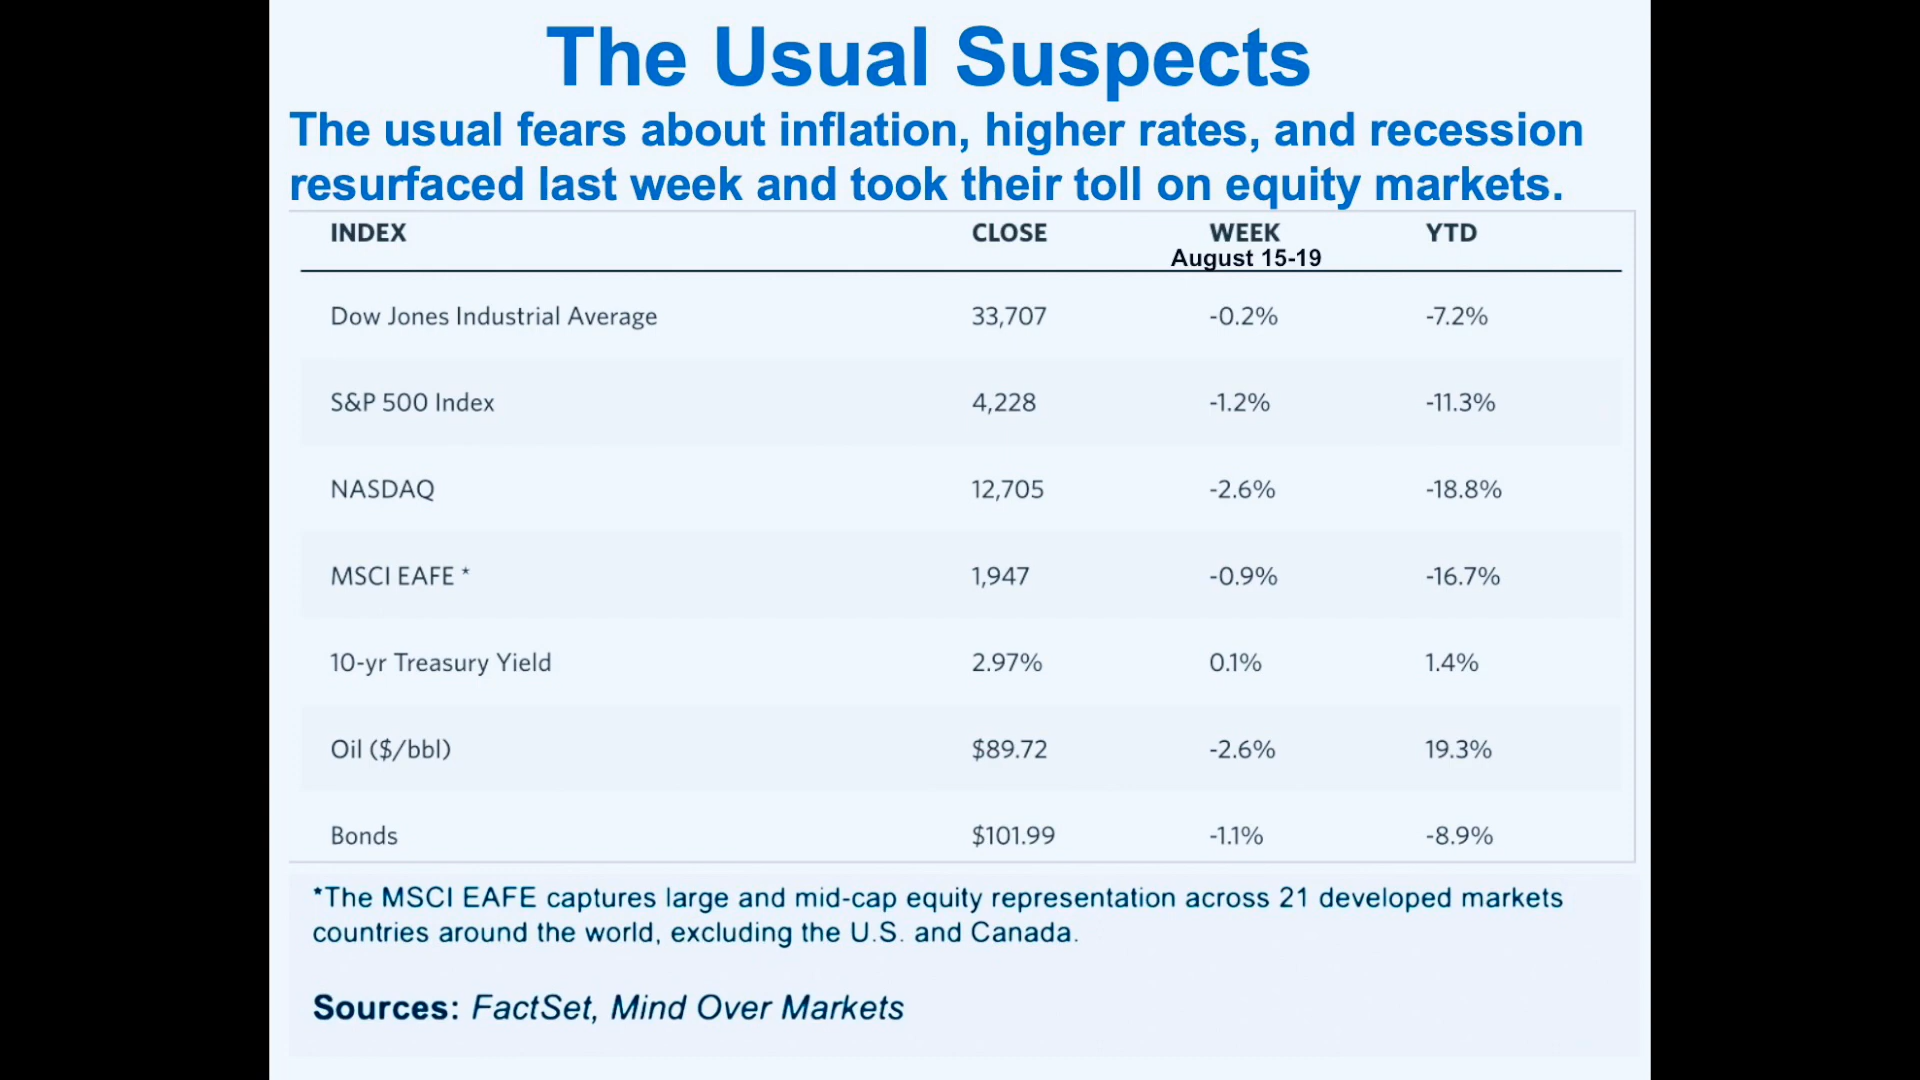 The Usual Suspects
The usual fears about inflation, higher rates, and recession
resurfaced last week and took their toll on equity markets.
INDEX CLOSE WEEK YTD
August 15-19
Dow Jones Industrial Average 33,707 -0.2% -7.2%
S&P 500 Index 4,228 -1.2% -11.3%
NASDAQ 12,705 -2.6% -18.8%
MSCI EAFE * 1,947 -0.9% -16.7%
10-yr Treasury Yield 2.97% 0.1% 1.4%
Oil ($/bbl) $89.72 -2.6% 19.3%
Bonds $101.99 -1.1% -8.9%
*The MSCI EAFE captures large and mid-cap equity representation across 21 developed markets
countries around the world, excluding the U.S. and Canada.
Sources: FactSet, Mind Over Markets